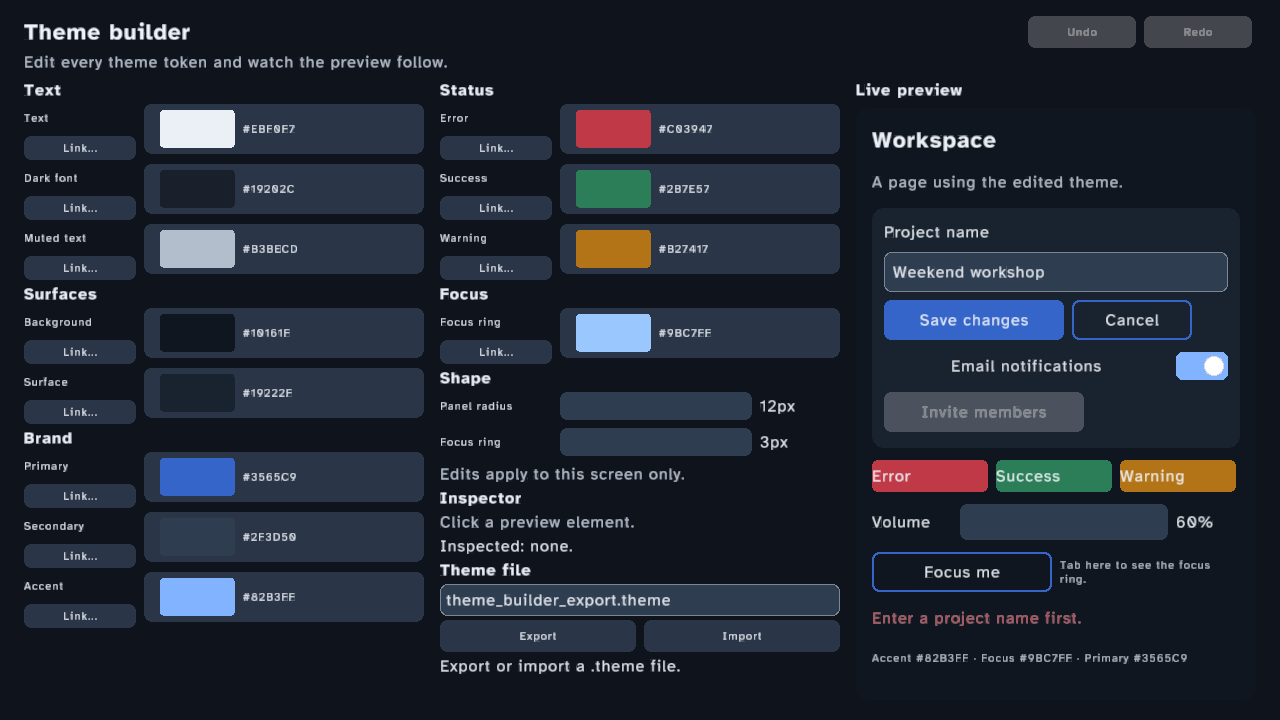 Theme builder
Undo
Redo
Edit every theme token and watch the preview follow.
Text
Text
#EBF0F7
Link...
Dark font
#19202C
Link...
Muted text
#B3BECD
Link...
Surfaces
Background
#10161E
Link...
Surface
#19222E
Link...
Brand
Primary
#3565C9
Link...
Secondary
#2F3D50
Link...
Accent
#82B3FF
Link...
Status
Error
#C03947
Link...
Success
#2B7E57
Link...
Warning
#B27417
Link...
Focus
Focus ring
#9BC7FF
Link...
Shape
Panel radius
12px
Focus ring
3px
Edits apply to this screen only.
Inspector
Click a preview element.
Inspected: none.
Theme file
theme_builder_export.theme
Export
Import
Export or import a .theme file.
Live preview
Workspace
A page using the edited theme.
Project name
Weekend workshop
Save changes
Cancel
Email notifications
Invite members
Error
Success
Warning
Volume
60%
Focus me
Tab here to see the focus
ring.
Enter a project name first.
Accent #82B3FF · Focus #9BC7FF · Primary #3565C9